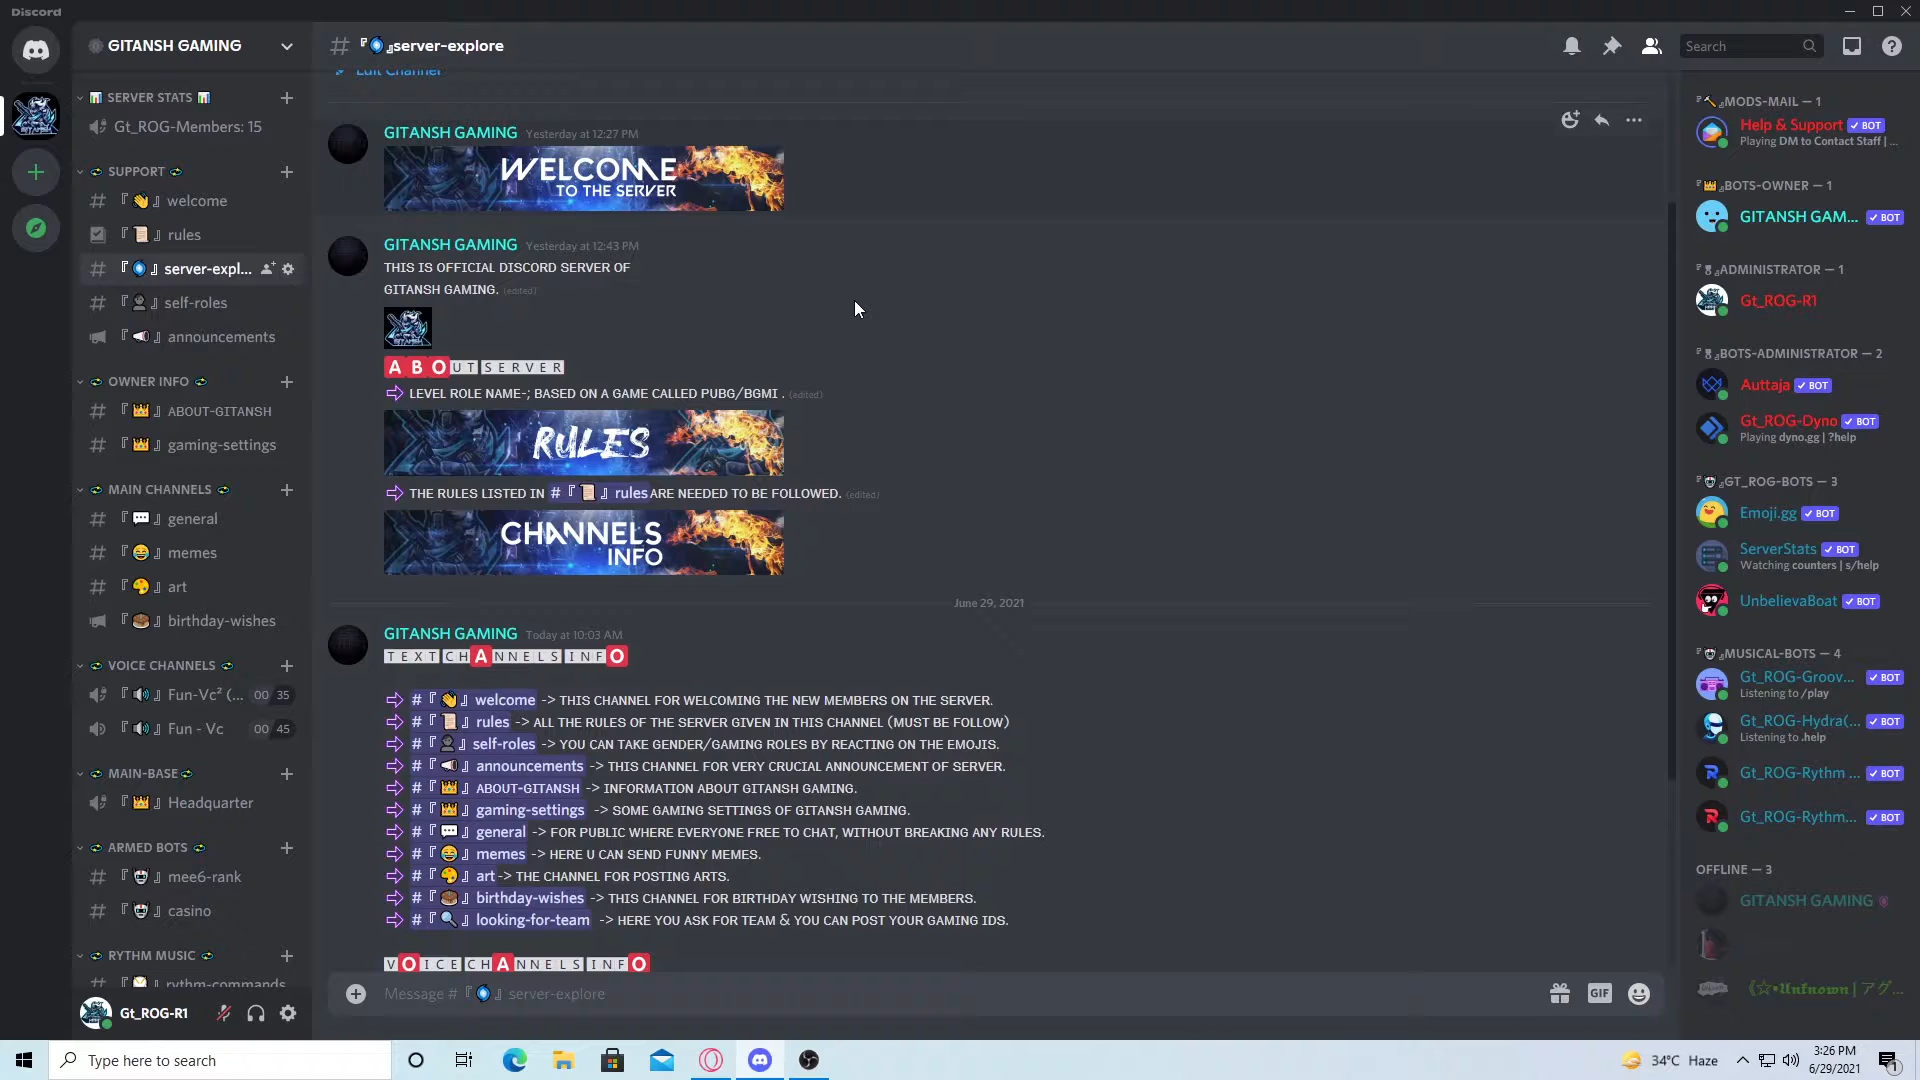 Discord
GITANSH GAMING
SERVER STATS
Gt_ROG-Members: 15
SUPPORT
『👋』welcome
『📜』rules
『🧿』server-expl...
『👤』self-roles
『📢』announcements
OWNER INFO
『👑』ABOUT-GITANSH
『👑』gaming-settings
MAIN CHANNELS
『💬』general
『😂』memes
『🎨』art
『🎂』birthday-wishes
VOICE CHANNELS
『🔊』Fun-Vc² (... 00 35
『🔊』Fun - Vc 00 45
MAIN-BASE
『👑』Headquarter
ARMED BOTS
mee6-rank
casino
RYTHM MUSIC
rythm-commands
Gt_ROG-R1
# 『🧿』server-explore
Search
Edit Channel
GITANSH GAMING Yesterday at 12:27 PM
WELCOME
TO THE SERVER
GITANSH GAMING Yesterday at 12:43 PM
THIS IS OFFICIAL DISCORD SERVER OF
GITANSH GAMING. (edited)
GITANSH
ABOUT SERVER
LEVEL ROLE NAME-; BASED ON A GAME CALLED PUBG/BGMI . (edited)
RULES
THE RULES LISTED IN #『📜』rules ARE NEEDED TO BE FOLLOWED. (edited)
CHANNELS
INFO
June 29, 2021
GITANSH GAMING Today at 10:03 AM
TEXT CHANNELS INFO
#『👋』welcome -> THIS CHANNEL FOR WELCOMING THE NEW MEMBERS ON THE SERVER.
#『📜』rules -> ALL THE RULES OF THE SERVER GIVEN IN THIS CHANNEL (MUST BE FOLLOW)
#『👤』self-roles -> YOU CAN TAKE GENDER/GAMING ROLES BY REACTING ON THE EMOJIS.
#『📢』announcements -> THIS CHANNEL FOR VERY CRUCIAL ANNOUNCEMENT OF SERVER.
#『👑』ABOUT-GITANSH -> INFORMATION ABOUT GITANSH GAMING.
#『👑』gaming-settings -> SOME GAMING SETTINGS OF GITANSH GAMING.
#『💬』general -> FOR PUBLIC WHERE EVERYONE FREE TO CHAT, WITHOUT BREAKING ANY RULES.
#『😂』memes -> HERE U CAN SEND FUNNY MEMES.
#『🎨』art -> THE CHANNEL FOR POSTING ARTS.
#『🎂』birthday-wishes -> THIS CHANNEL FOR BIRTHDAY WISHING TO THE MEMBERS.
#『🔍』looking-for-team -> HERE YOU ASK FOR TEAM & YOU CAN POST YOUR GAMING IDS.
VOICE CHANNELS INFO
Message #『🧿』server-explore
GIF
MODS-MAIL — 1
Help & Support BOT
Playing DM to Contact Staff | ...
BOTS-OWNER — 1
GITANSH GAM... BOT
ADMINISTRATOR — 1
Gt_ROG-R1
BOTS-ADMINISTRATOR — 2
Auttaja BOT
Gt_ROG-Dyno BOT
Playing dyno.gg | ?help
GT_ROG-BOTS — 3
Emoji.gg BOT
ServerStats BOT
Watching counters | s/help
UnbelievaBoat BOT
MUSICAL-BOTS — 4
Gt_ROG-Groov... BOT
Listening to /play
Gt_ROG-Hydra(... BOT
Listening to .help
Gt_ROG-Rythm ... BOT
Gt_ROG-Rythm... BOT
OFFLINE — 3
GITANSH GAMING
《☆•𝖀𝖓𝖋𝖓𝖔𝖜𝖓 | アグ...
Type here to search
34°C Haze
3:26 PM
6/29/2021
1